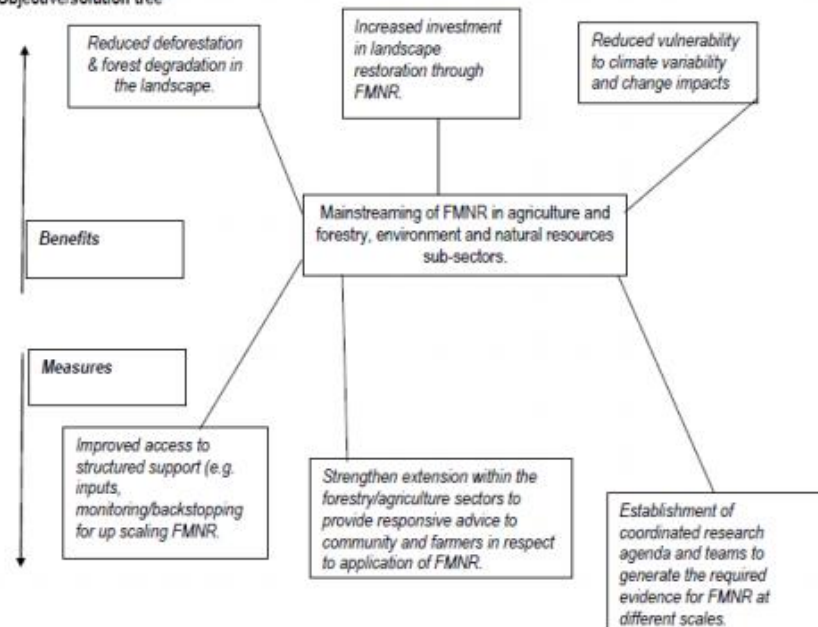 Objective/solution tree
Reduced deforestation
& forest degradation in
the landscape.
Increased investment
in landscape
restoration through
FMNR.
Reduced vulnerability
to climate variability
and change impacts
Mainstreaming of FMNR in agriculture and
forestry, environment and natural resources
sub-sectors.
Benefits
Measures
Improved access to
structured support (e.g.
inputs,
monitoring/backstopping
for up scaling FMNR.
Strengthen extension within the
forestry/agriculture sectors to
provide responsive advice to
community and farmers in respect
to application of FMNR.
Establishment of
coordinated research
agenda and teams to
generate the required
evidence for FMNR at
different scales.